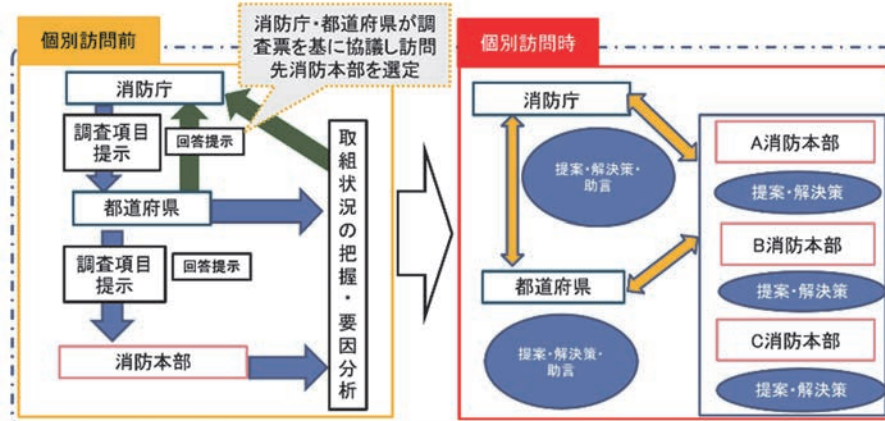 個別訪問前
消防庁・都道府県が調
査票を基に協議し訪問
先消防本部を選定
消防庁
調査項目
提示
回答提示
都道府県
調査項目
提示
回答提示
消防本部
取組状況の把握・要因分析
個別訪問時
消防庁
提案・解決策・
助言
都道府県
提案・解決策・
助言
A消防本部
提案・解決策
B消防本部
提案・解決策
C消防本部
提案・解決策